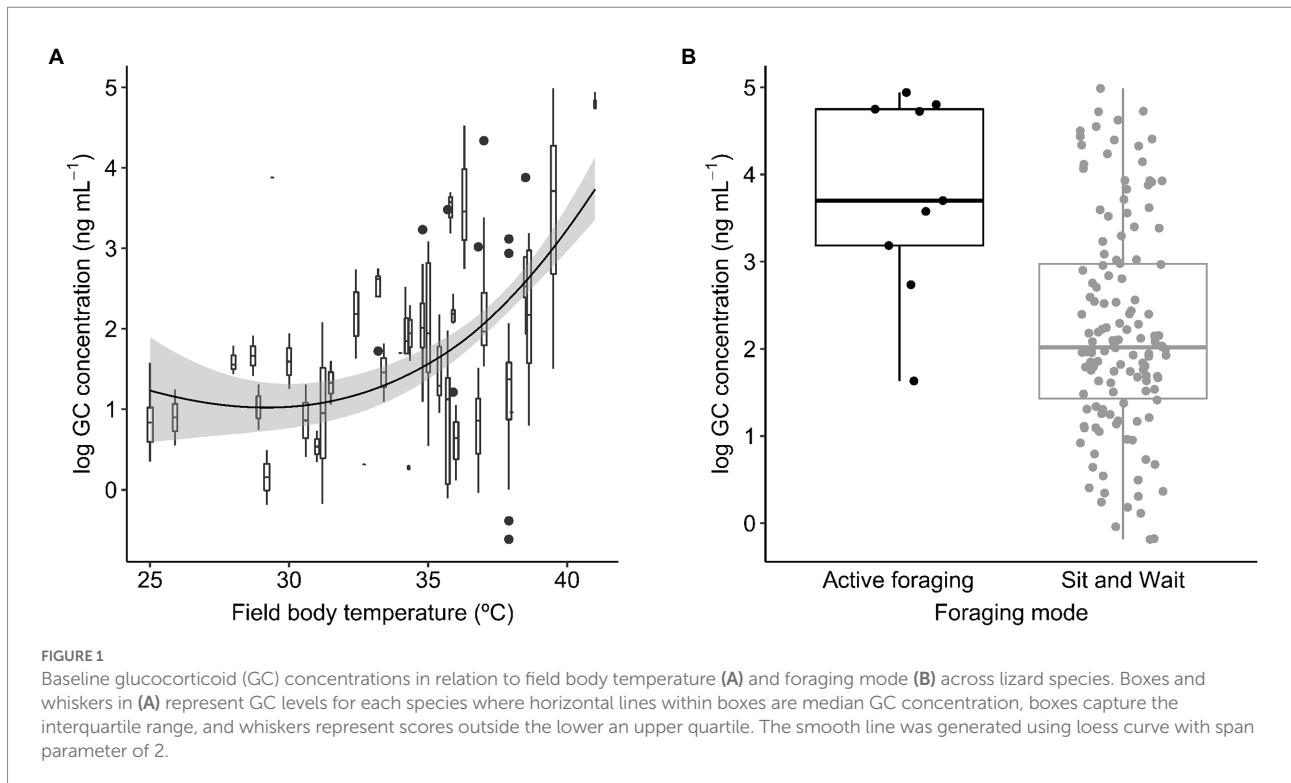 A
B
5
4
3
2
1
0
log GC concentration (ng mL⁻¹)
25 30 35 40
Field body temperature (ºC)
5
4
3
2
1
0
log GC concentration (ng mL⁻¹)
Active foraging Sit and Wait
Foraging mode
FIGURE 1
Baseline glucocorticoid (GC) concentrations in relation to field body temperature (A) and foraging mode (B) across lizard species. Boxes and
whiskers in (A) represent GC levels for each species where horizontal lines within boxes are median GC concentration, boxes capture the
interquartile range, and whiskers represent scores outside the lower an upper quartile. The smooth line was generated using loess curve with span
parameter of 2.